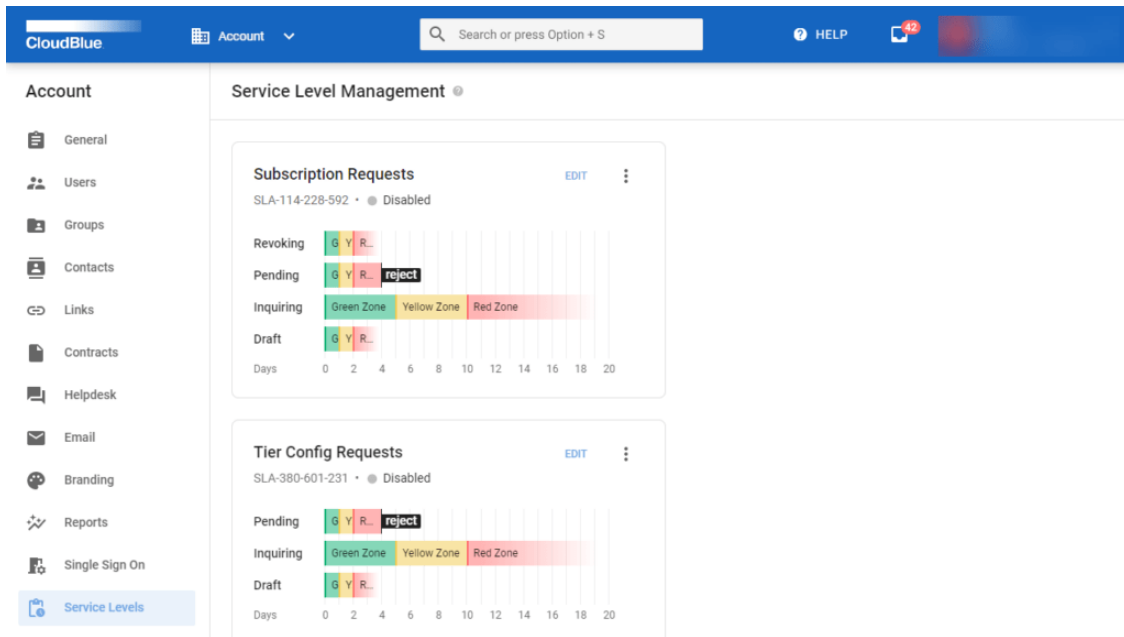 CloudBlue
Account
Search or press Option + S
HELP
42
Account
General
Users
Groups
Contacts
Links
Contracts
Helpdesk
Email
Branding
Reports
Single Sign On
Service Levels
Service Level Management
Subscription Requests
EDIT
SLA-114-228-592 • Disabled
Revoking G Y R...
Pending G Y R... reject
Inquiring Green Zone Yellow Zone Red Zone
Draft G Y R...
Days 0 2 4 6 8 10 12 14 16 18 20
Tier Config Requests
EDIT
SLA-380-601-231 • Disabled
Pending G Y R... reject
Inquiring Green Zone Yellow Zone Red Zone
Draft G Y R...
Days 0 2 4 6 8 10 12 14 16 18 20